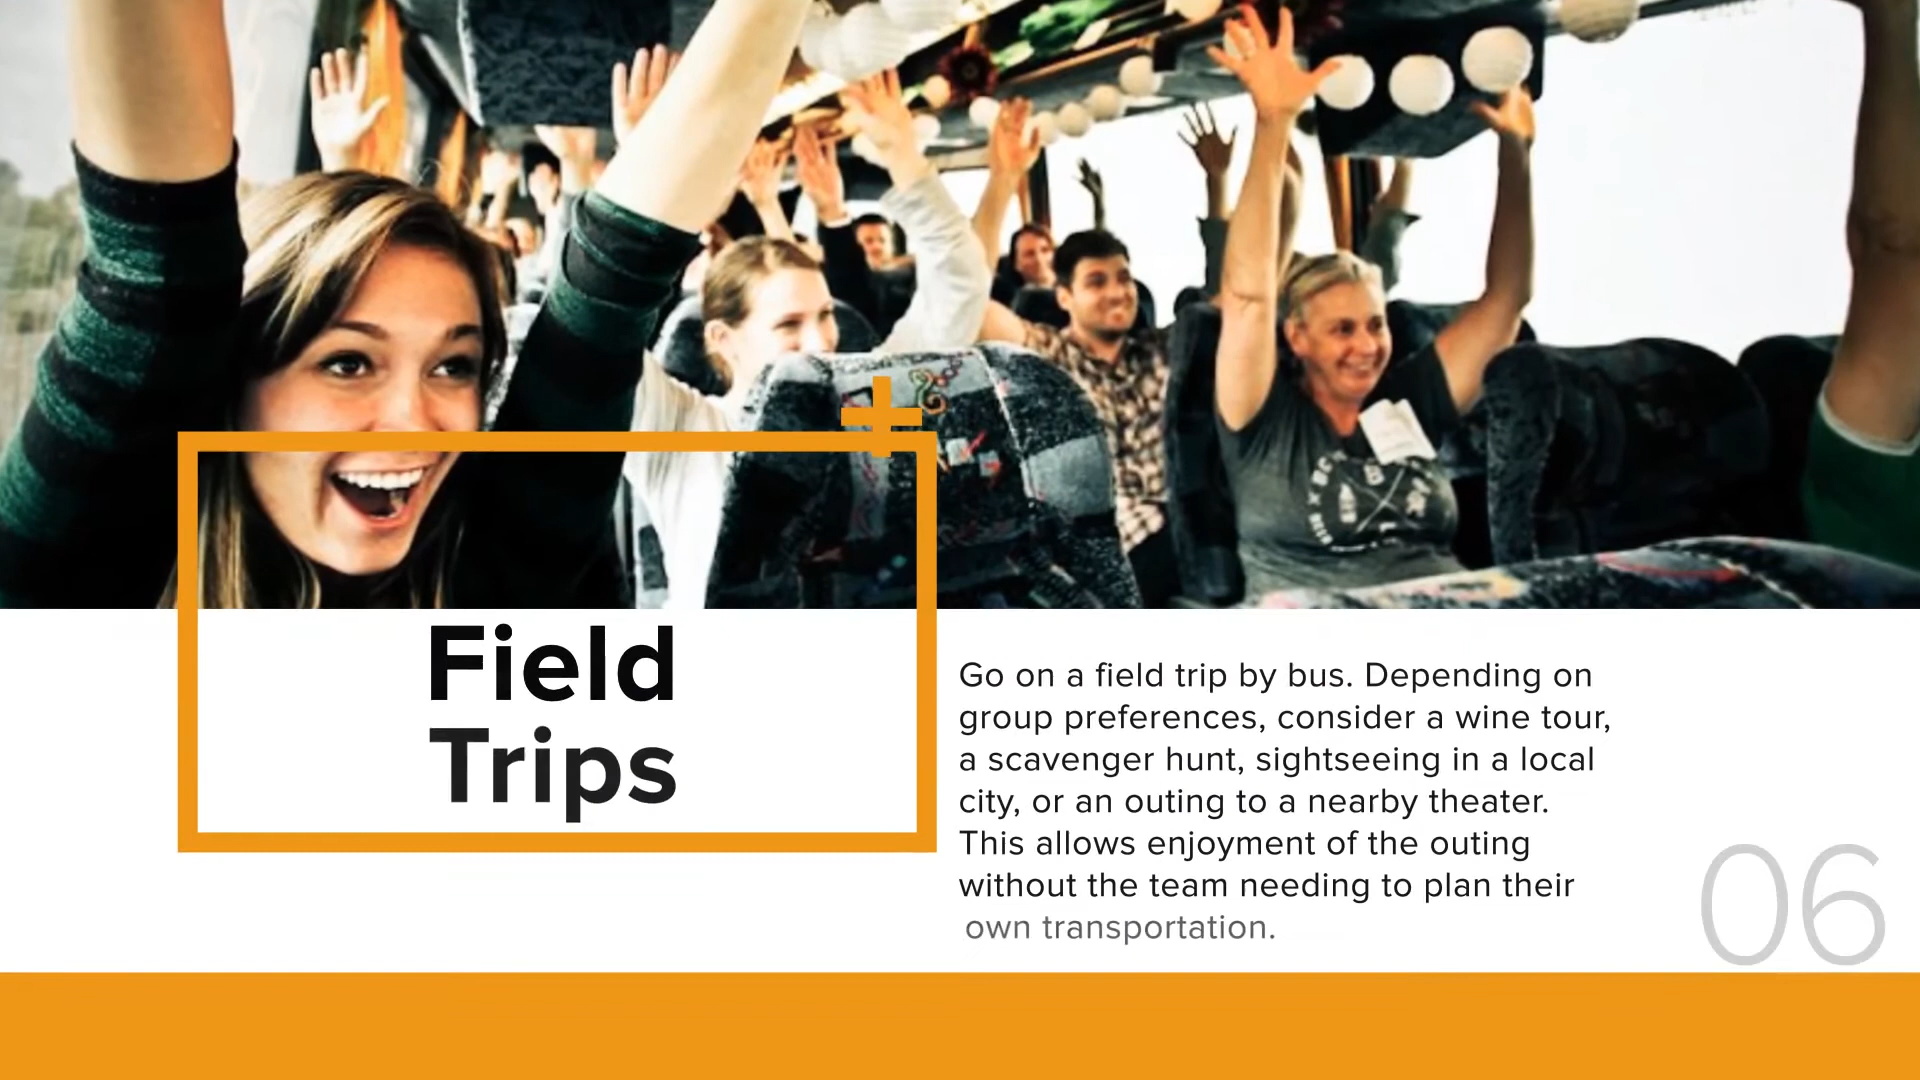 Field
Trips
Go on a field trip by bus. Depending on
group preferences, consider a wine tour,
a scavenger hunt, sightseeing in a local
city, or an outing to a nearby theater.
This allows enjoyment of the outing
without the team needing to plan their
own transportation.
06